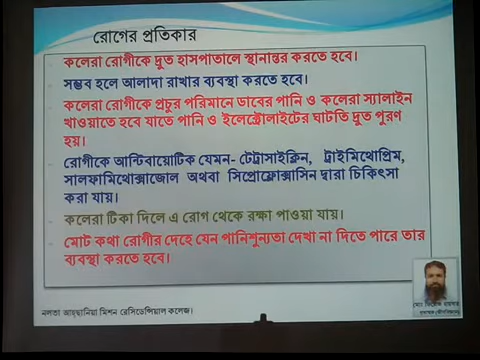 রোগের প্রতিকার
কলেরা রোগীকে দ্রুত হাসপাতালে স্থানান্তর করতে হবে।
সম্ভব হলে আলাদা রাখার ব্যবস্থা করতে হবে।
কলেরা রোগীকে প্রচুর পরিমানে ডাবের পানি ও কলেরা স্যালাইন
খাওয়াতে হবে যাতে পানি ও ইলেক্ট্রোলাইটের ঘাটতি দ্রুত পুরণ
হয়।
রোগীকে আন্টিবায়োটিক যেমন- টেট্রাসাইক্লিন, ট্রাইমিথোপ্রিম,
সালফামিথোক্সাজোল অথবা সিপ্রোফ্লোক্সাসিন দ্বারা চিকিৎসা
করা যায়।
কলেরা টিকা দিলে এ রোগ থেকে রক্ষা পাওয়া যায়।
মোট কথা রোগীর দেহে যেন পানিশুন্যতা দেখা না দিতে পারে তার
ব্যবস্থা করতে হবে।
নলতা আহ্ছানিয়া মিশন রেসিডেন্সিয়াল কলেজ।